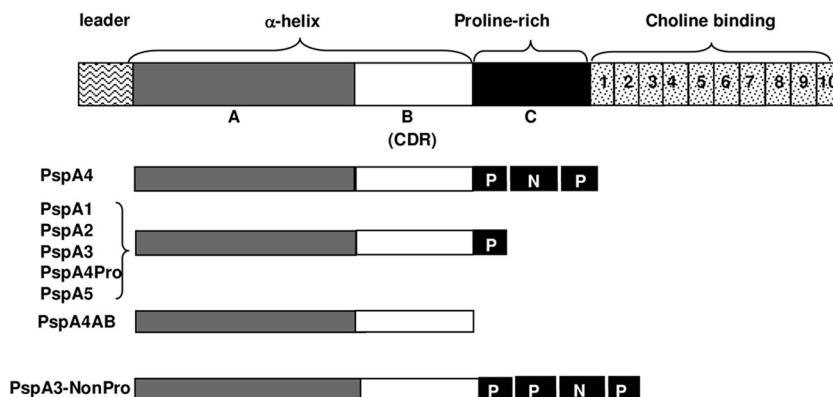 leader α-helix Proline-rich Choline binding
1 2 3 4 5 6 7 8 9 10
A B C
(CDR)
PspA4 P N P
PspA1
PspA2
PspA3 P
PspA4Pro
PspA5
PspA4AB
PspA3-NonPro P P N P